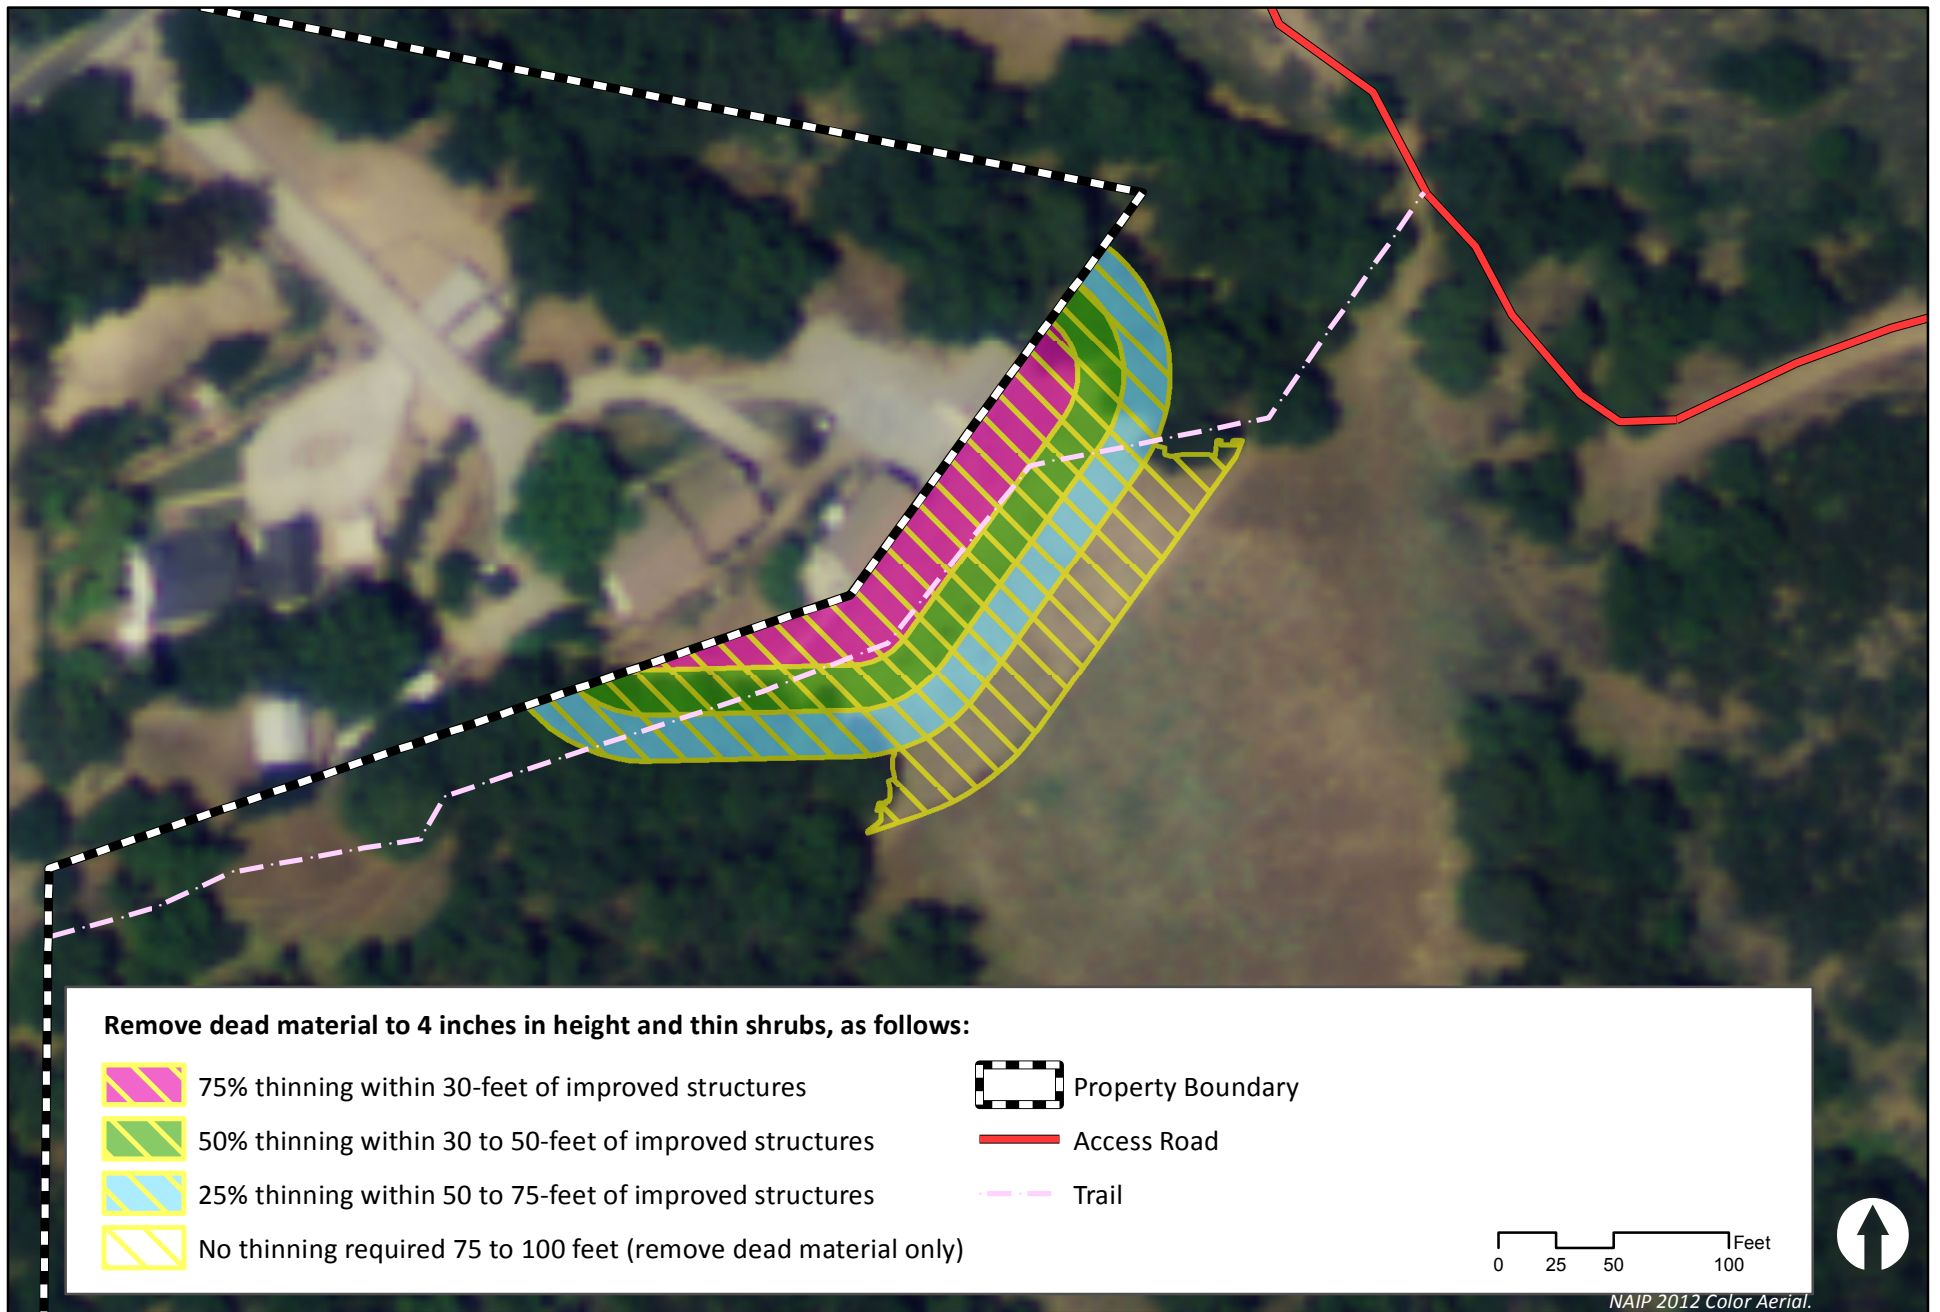 Remove dead material to 4 inches in height and thin shrubs, as follows:
75% thinning within 30-feet of improved structures
50% thinning within 30 to 50-feet of improved structures
25% thinning within 50 to 75-feet of improved structures
No thinning required 75 to 100 feet (remove dead material only)
Property Boundary
Access Road
Trail
Feet
0 25 50 100
NAIP 2012 Color Aerial.